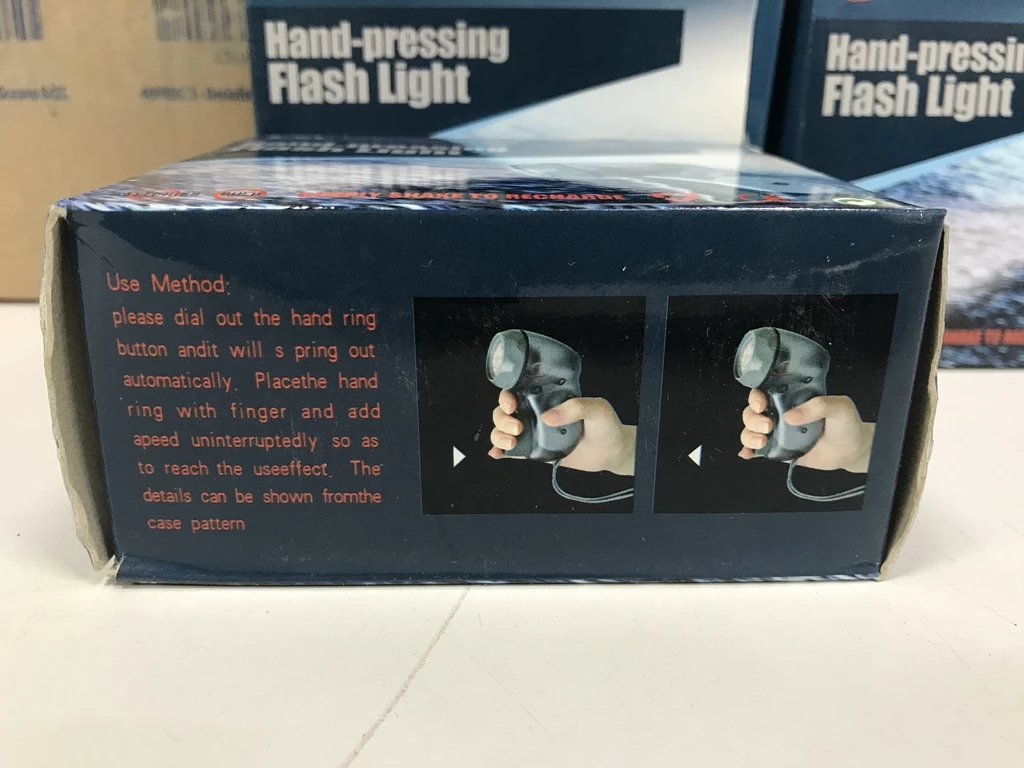 Hand-pressing
Flash Light
Hand-pressin
Flash Light
SIMPLY SHAKE TO RECHARGE
Use Method:
please dial out the hand ring
button andit will s pring out
automatically. Placethe hand
ring with finger and add
apeed uninterruptedly so as
to reach the useeffect. The
details can be shown fromthe
case pattern